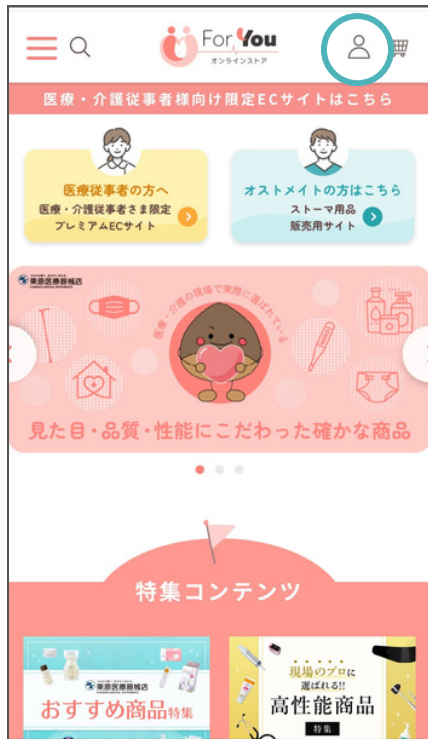 For You
オンラインストア
医療・介護従事者様向け限定ECサイトはこちら
医療従事者の方へ
医療・介護従事者さま限定
プレミアムECサイト
オストメイトの方はこちら
ストーマ用品
販売用サイト
栗原医療器械店
医療・介護の現場で実際に選ばれている
見た目・品質・性能にこだわった確かな商品
特集コンテンツ
栗原医療器械店
おすすめ商品特集
現場のプロに
選ばれる!!
高性能商品
特集